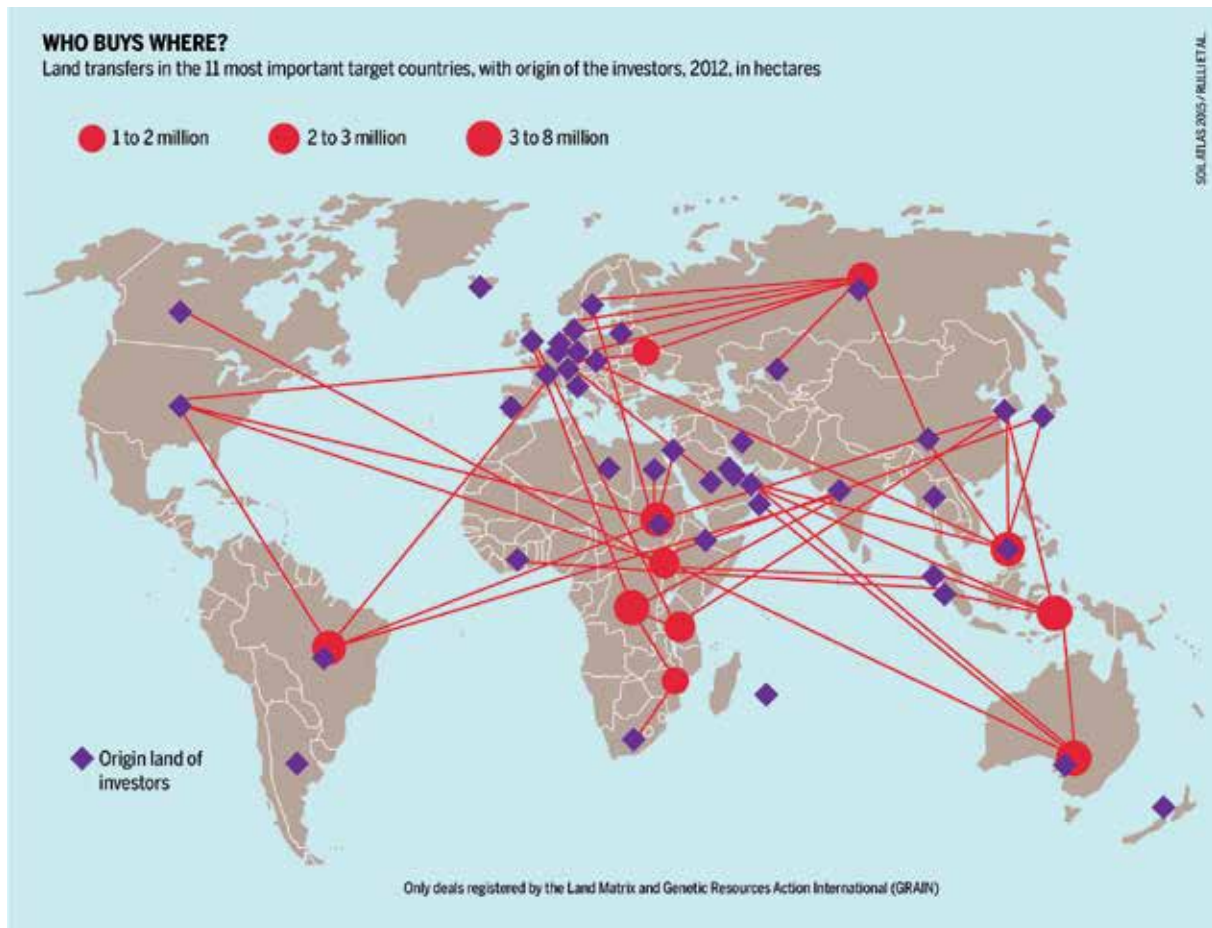 WHO BUYS WHERE?
Land transfers in the 11 most important target countries, with origin of the investors, 2012, in hectares
1 to 2 million
2 to 3 million
3 to 8 million
SOIL ATLAS 2015 / RULLI ET AL.
Origin land of
investors
Only deals registered by the Land Matrix and Genetic Resources Action International (GRAIN)